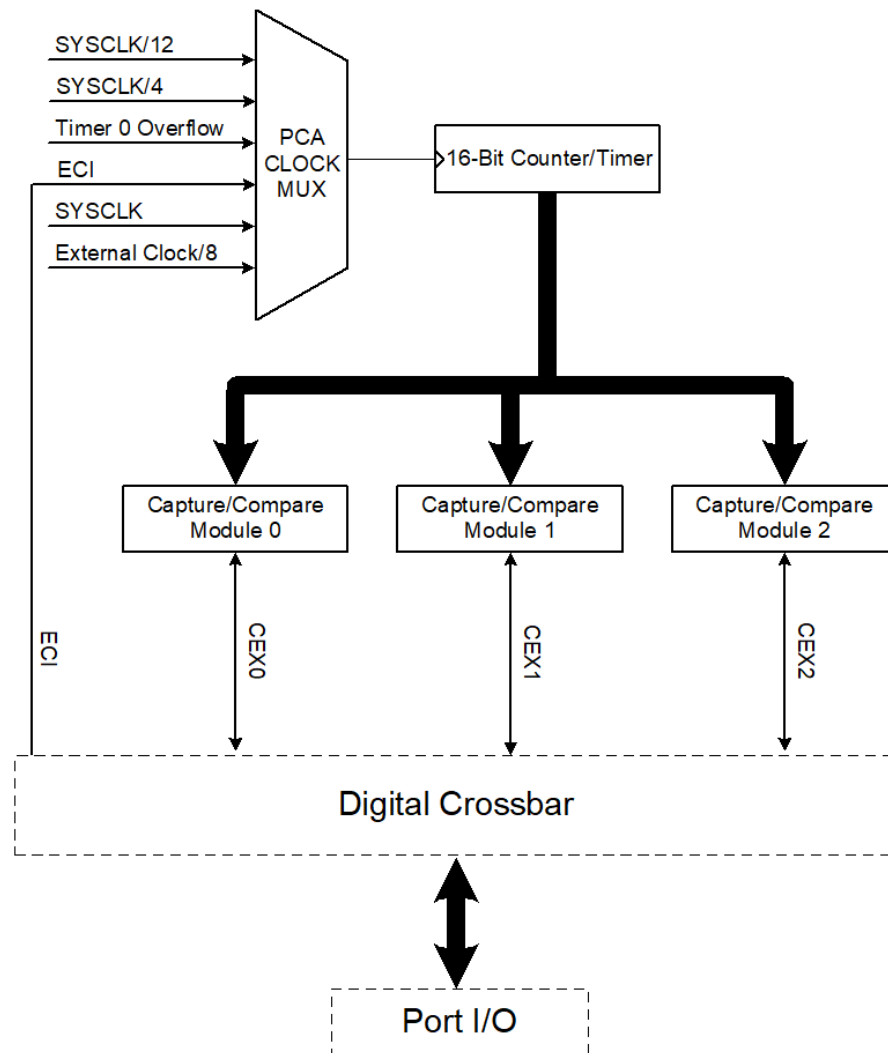 SYSCLK/12
SYSCLK/4
Timer 0 Overflow
ECI
SYSCLK
External Clock/8
PCA
CLOCK
MUX
16-Bit Counter/Timer
Capture/Compare
Module 0
Capture/Compare
Module 1
Capture/Compare
Module 2
ECI
CEX0
CEX1
CEX2
Digital Crossbar
Port I/O